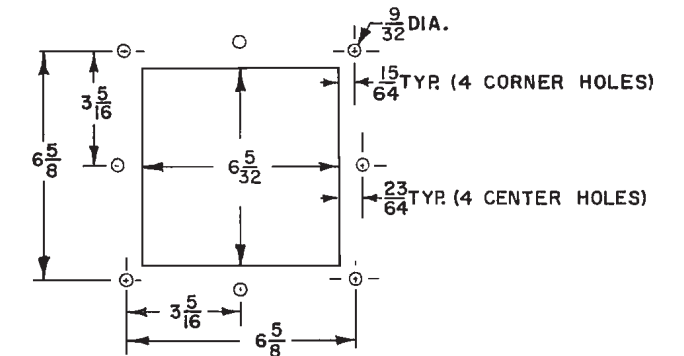 9/32 DIA.
15/64 TYP. (4 CORNER HOLES)
3 5/16
6 5/8
6 5/32
23/64 TYP. (4 CENTER HOLES)
3 5/16
6 5/8